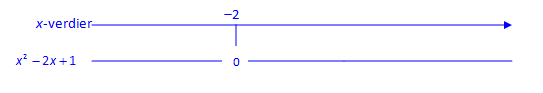 −2
x-verdier
x² − 2x + 1 0